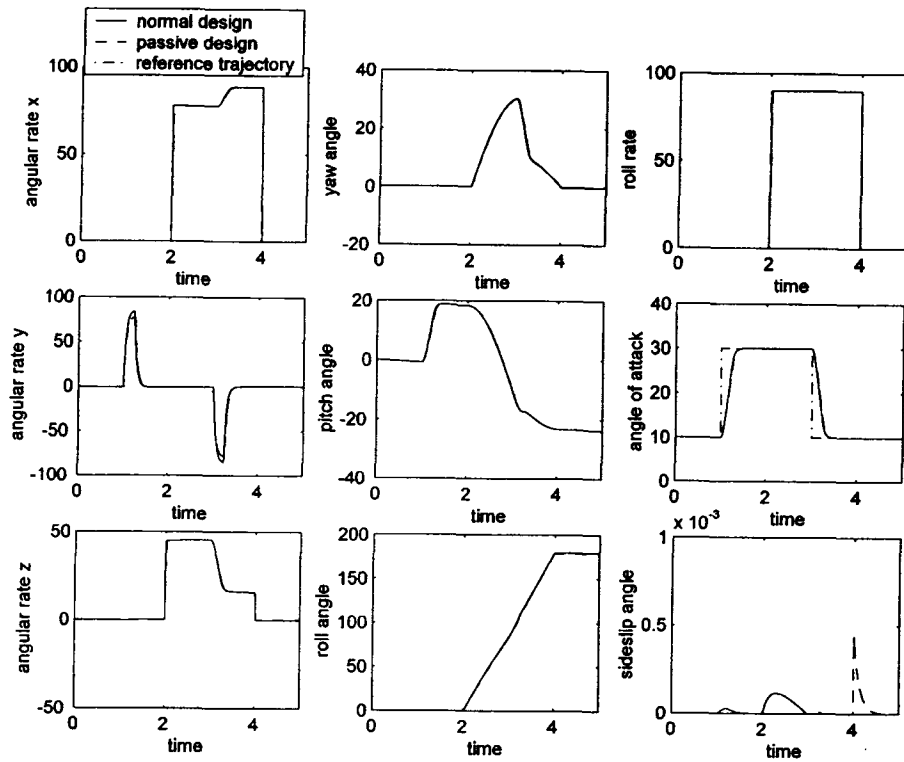 normal design
passive design
reference trajectory
100
50
0
0 2 4
angular rate x
time
40
20
0
-20
0 2 4
yaw angle
time
100
50
0
0 2 4
roll rate
time
100
50
0
-50
-100
0 2 4
angular rate y
time
20
0
-20
-40
0 2 4
pitch angle
time
40
30
20
10
0
0 2 4
angle of attack
time
50
0
-50
0 2 4
angular rate z
time
200
150
100
50
0
0 2 4
roll angle
time
x 10-3
1
0.5
0
0 2 4
sideslip angle
time